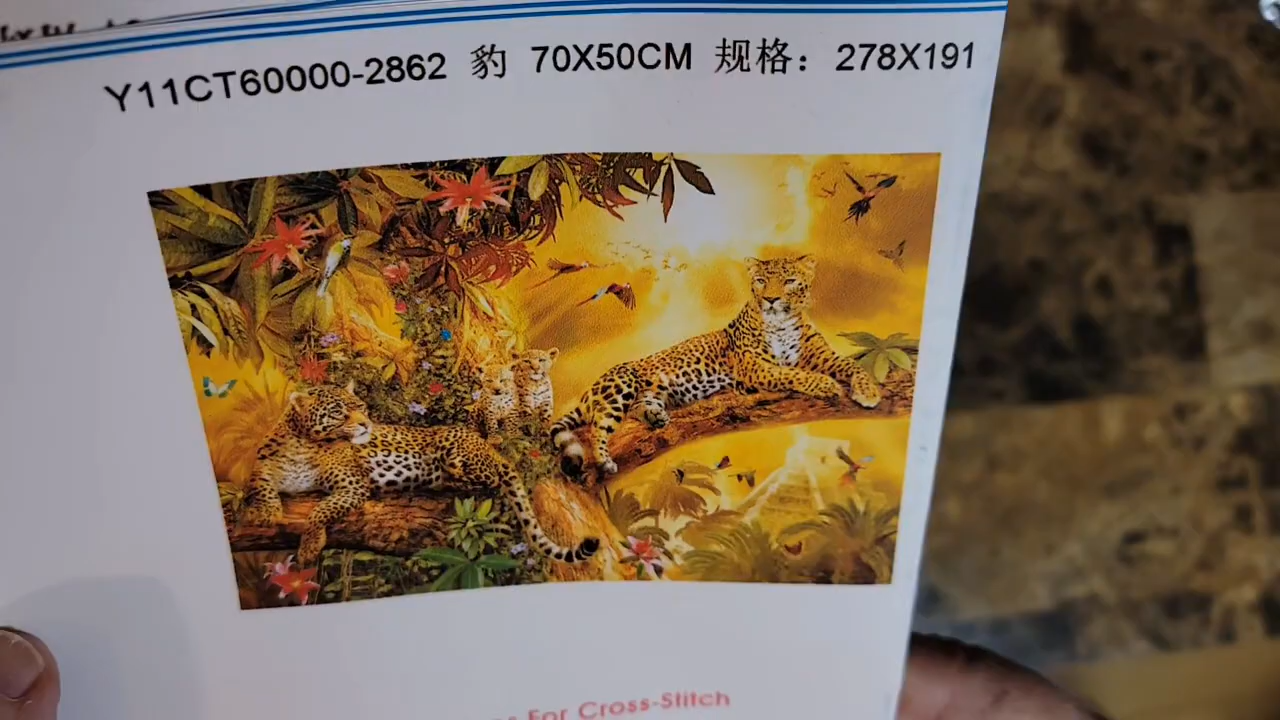 Y11CT60000-2862 豹 70X50CM 规格: 278X191
For Cross-Stitch